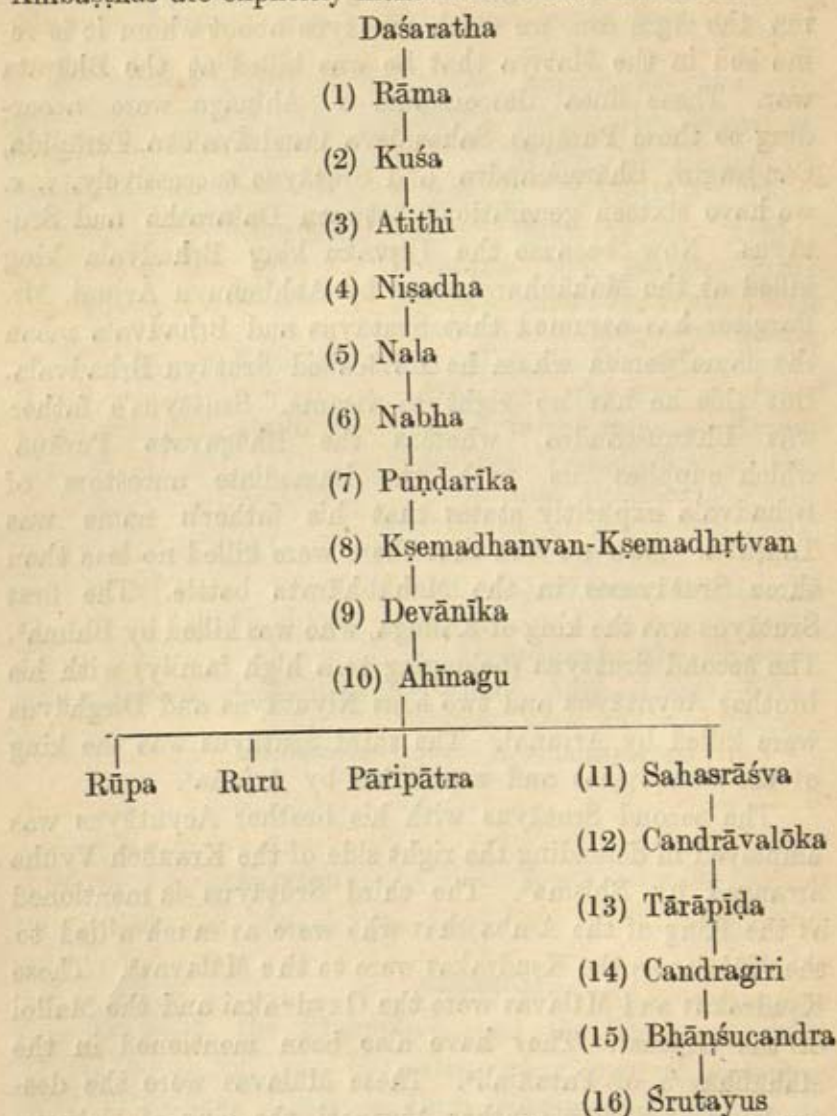 Daśaratha
(1) Rāma
(2) Kuśa
(3) Atithi
(4) Niṣadha
(5) Nala
(6) Nabha
(7) Puṇḍarīka
(8) Kṣemadhanvan-Kṣemadhṛtvan
(9) Devānīka
(10) Ahīnagu
Rūpa Ruru Pāripātra (11) Sahasrāśva
(12) Candrāvalōka
(13) Tārāpīḍa
(14) Candragiri
(15) Bhānśucandra
(16) Śrutayus